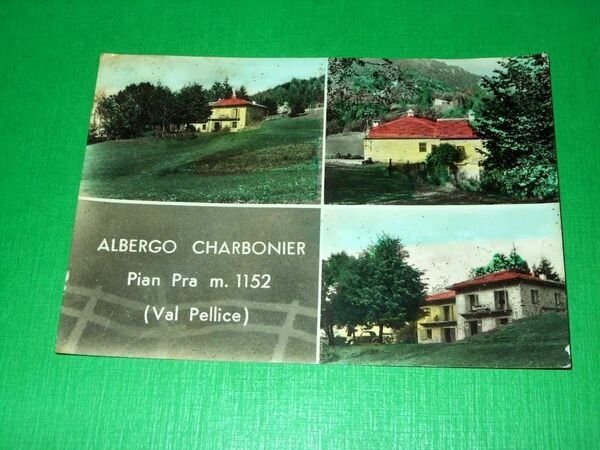 ALBERGO CHARBONIER
Pian Pra m. 1152
(Val Pellice)